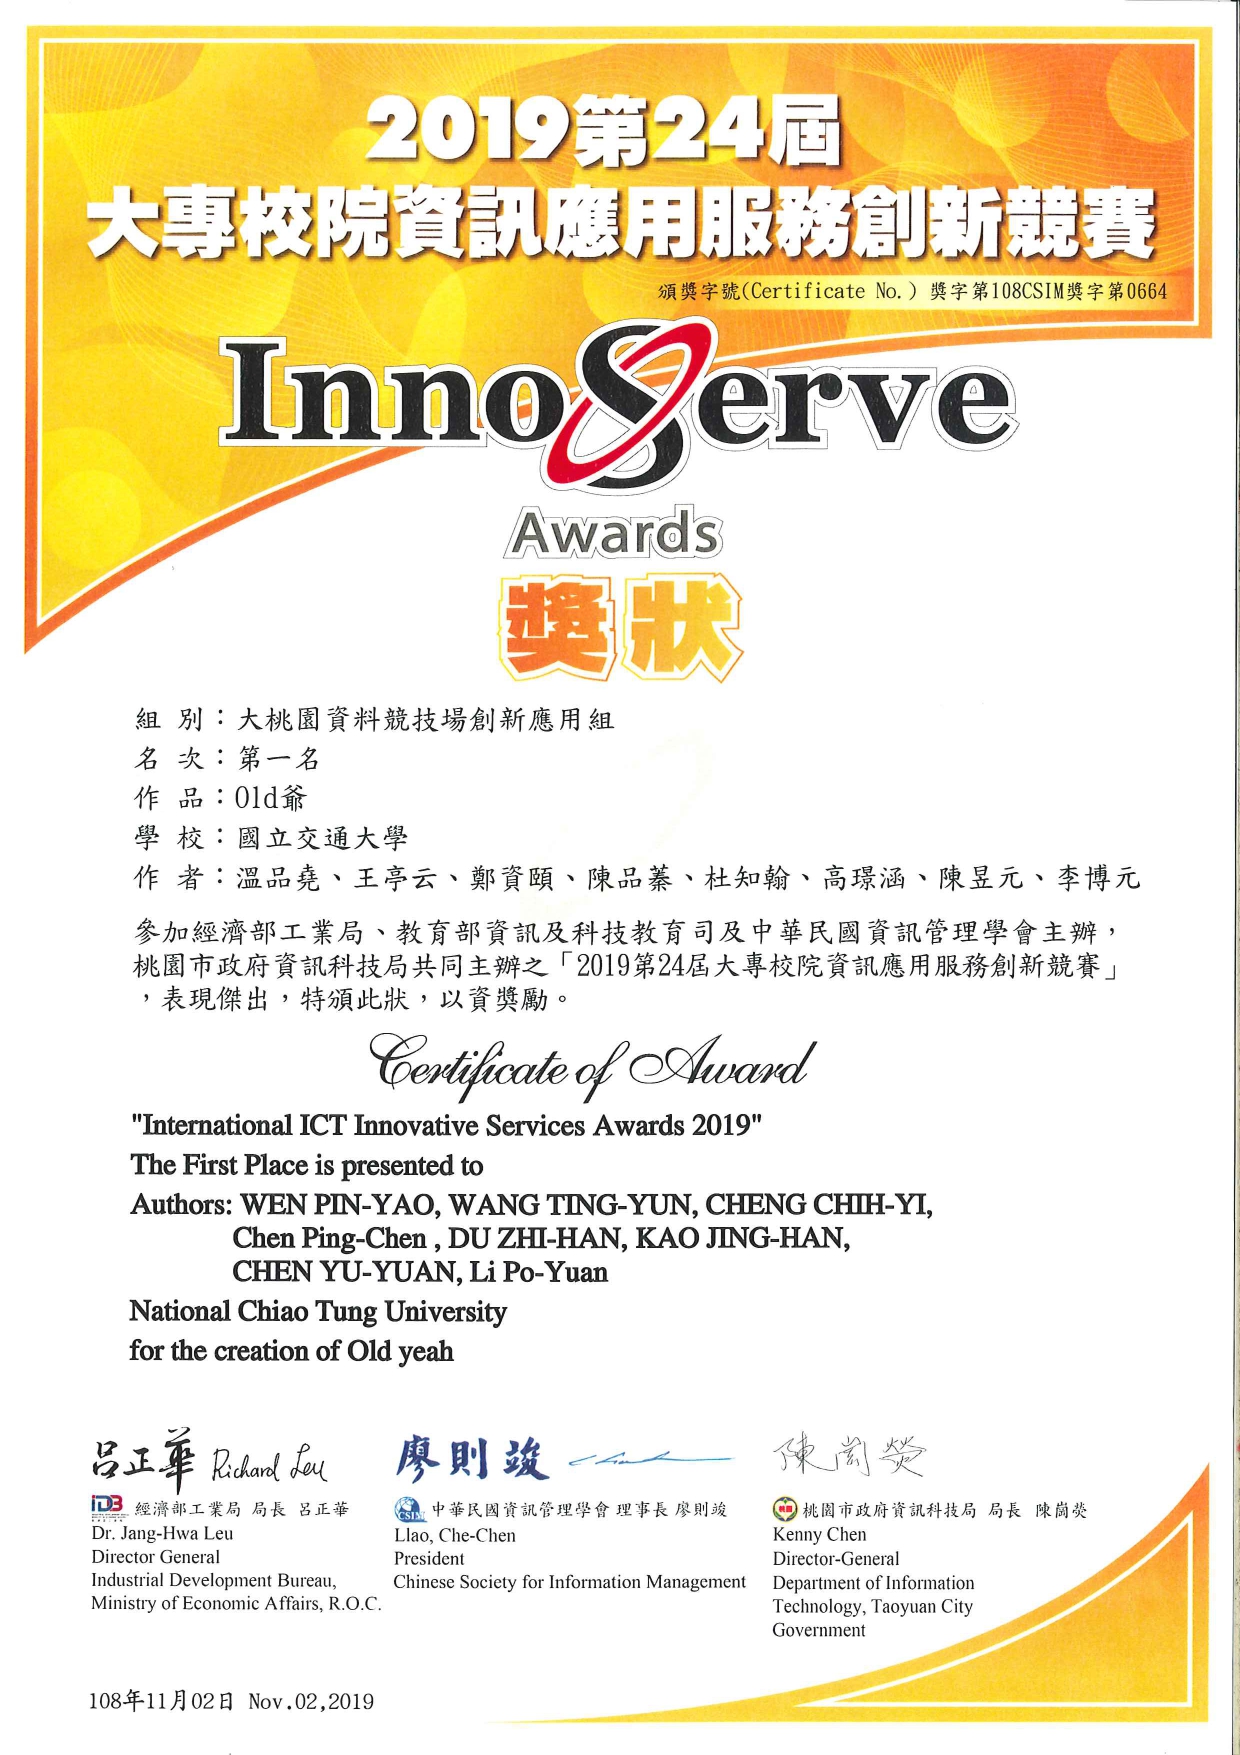 2019第24屆
大專校院資訊應用服務創新競賽
頒獎字號(Certificate No.) 獎字第108CSIM獎字第0664
InnoServe
Awards
獎狀
組 別：大桃園資料競技場創新應用組
名 次：第一名
作 品：Old爺
學 校：國立交通大學
作 者：溫品堯、王亭云、鄭資頤、陳品蓁、杜知翰、高璟涵、陳昱元、李博元
參加經濟部工業局、教育部資訊及科技教育司及中華民國資訊管理學會主辦，
桃園市政府資訊科技局共同主辦之「2019第24屆大專校院資訊應用服務創新競賽」
，表現傑出，特頒此狀，以資獎勵。
Certificate of Award
"International ICT Innovative Services Awards 2019"
The First Place is presented to
Authors: WEN PIN-YAO, WANG TING-YUN, CHENG CHIH-YI,
Chen Ping-Chen , DU ZHI-HAN, KAO JING-HAN,
CHEN YU-YUAN, Li Po-Yuan
National Chiao Tung University
for the creation of Old yeah
呂正華 Richard Leu
廖則竣
陳崗熒
IDB 經濟部工業局 局長 呂正華
Dr. Jang-Hwa Leu
Director General
Industrial Development Bureau,
Ministry of Economic Affairs, R.O.C.
CSIM 中華民國資訊管理學會 理事長 廖則竣
LIao, Che-Chen
President
Chinese Society for Information Management
桃園 桃園市政府資訊科技局 局長 陳崗熒
Kenny Chen
Director-General
Department of Information
Technology, Taoyuan City
Government
108年11月02日 Nov.02,2019